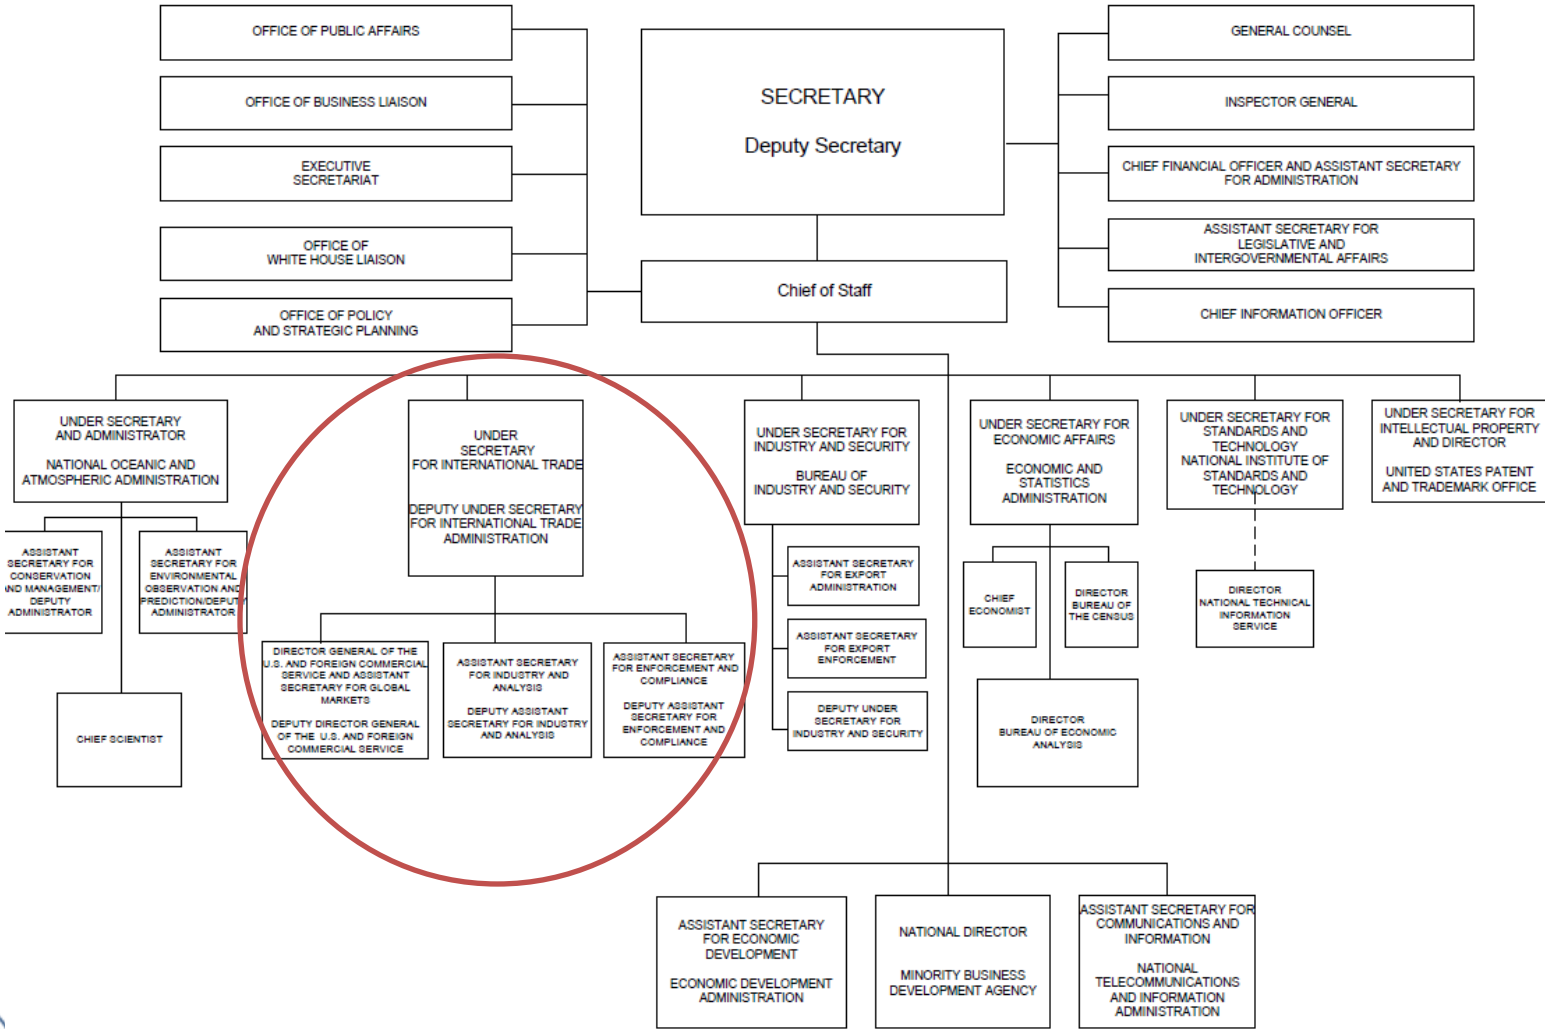 OFFICE OF PUBLIC AFFAIRS
OFFICE OF BUSINESS LIAISON
EXECUTIVE
SECRETARIAT
OFFICE OF
WHITE HOUSE LIAISON
OFFICE OF POLICY
AND STRATEGIC PLANNING
SECRETARY
Deputy Secretary
Chief of Staff
GENERAL COUNSEL
INSPECTOR GENERAL
CHIEF FINANCIAL OFFICER AND ASSISTANT SECRETARY
FOR ADMINISTRATION
ASSISTANT SECRETARY FOR
LEGISLATIVE AND
INTERGOVERNMENTAL AFFAIRS
CHIEF INFORMATION OFFICER
UNDER SECRETARY
AND ADMINISTRATOR
NATIONAL OCEANIC AND
ATMOSPHERIC ADMINISTRATION
ASSISTANT
SECRETARY FOR
CONSERVATION
AND MANAGEMENT/
DEPUTY
ADMINISTRATOR
ASSISTANT
SECRETARY FOR
ENVIRONMENTAL
OBSERVATION AND
PREDICTION/DEPUTY
ADMINISTRATOR
CHIEF SCIENTIST
UNDER
SECRETARY
FOR INTERNATIONAL TRADE
DEPUTY UNDER SECRETARY
FOR INTERNATIONAL TRADE
ADMINISTRATION
DIRECTOR GENERAL OF THE
U.S. AND FOREIGN COMMERCIAL
SERVICE AND ASSISTANT
SECRETARY FOR GLOBAL
MARKETS
DEPUTY DIRECTOR GENERAL
OF THE U.S. AND FOREIGN
COMMERCIAL SERVICE
ASSISTANT SECRETARY
FOR INDUSTRY AND
ANALYSIS
DEPUTY ASSISTANT
SECRETARY FOR INDUSTRY
AND ANALYSIS
ASSISTANT SECRETARY
FOR ENFORCEMENT AND
COMPLIANCE
DEPUTY ASSISTANT
SECRETARY FOR
ENFORCEMENT AND
COMPLIANCE
UNDER SECRETARY FOR
INDUSTRY AND SECURITY
BUREAU OF
INDUSTRY AND SECURITY
ASSISTANT SECRETARY
FOR EXPORT
ADMINISTRATION
ASSISTANT SECRETARY
FOR EXPORT
ENFORCEMENT
DEPUTY UNDER
SECRETARY FOR
INDUSTRY AND SECURITY
UNDER SECRETARY FOR
ECONOMIC AFFAIRS
ECONOMIC AND
STATISTICS
ADMINISTRATION
CHIEF
ECONOMIST
DIRECTOR
BUREAU OF
THE CENSUS
DIRECTOR
BUREAU OF ECONOMIC
ANALYSIS
UNDER SECRETARY FOR
STANDARDS AND
TECHNOLOGY
NATIONAL INSTITUTE OF
STANDARDS AND
TECHNOLOGY
DIRECTOR
NATIONAL TECHNICAL
INFORMATION
SERVICE
UNDER SECRETARY FOR
INTELLECTUAL PROPERTY
AND DIRECTOR
UNITED STATES PATENT
AND TRADEMARK OFFICE
ASSISTANT SECRETARY
FOR ECONOMIC
DEVELOPMENT
ECONOMIC DEVELOPMENT
ADMINISTRATION
NATIONAL DIRECTOR
MINORITY BUSINESS
DEVELOPMENT AGENCY
ASSISTANT SECRETARY FOR
COMMUNICATIONS AND
INFORMATION
NATIONAL
TELECOMMUNICATIONS
AND INFORMATION
ADMINISTRATION